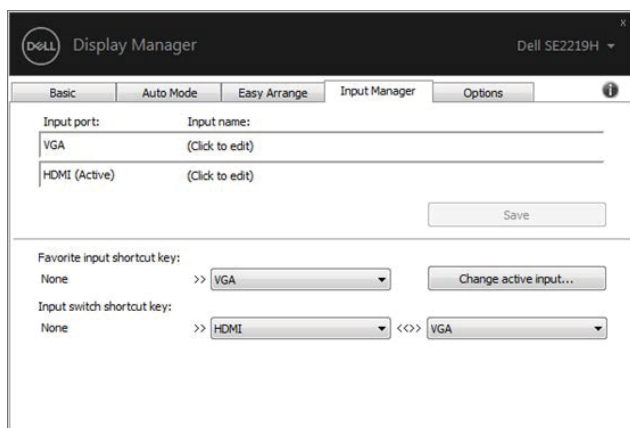 x
DELL Display Manager Dell SE2219H
Basic Auto Mode Easy Arrange Input Manager Options i
Input port: Input name:
VGA (Click to edit)
HDMI (Active) (Click to edit)
Save
Favorite input shortcut key:
None >> VGA Change active input...
Input switch shortcut key:
None >> HDMI <<>> VGA